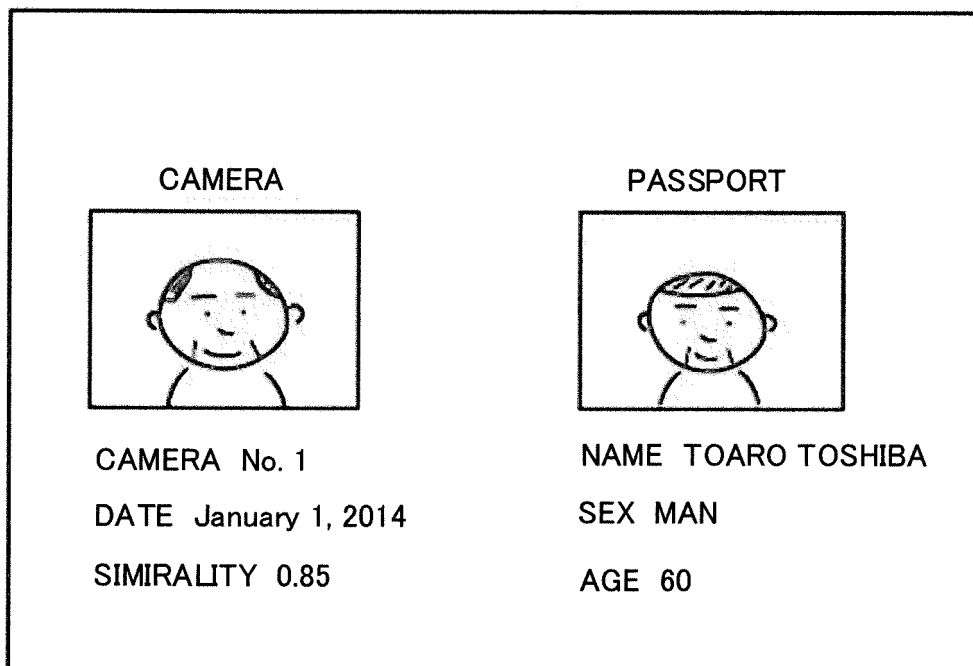 CAMERA
CAMERA No. 1
DATE January 1, 2014
SIMIRALITY 0.85
PASSPORT
NAME TOARO TOSHIBA
SEX MAN
AGE 60